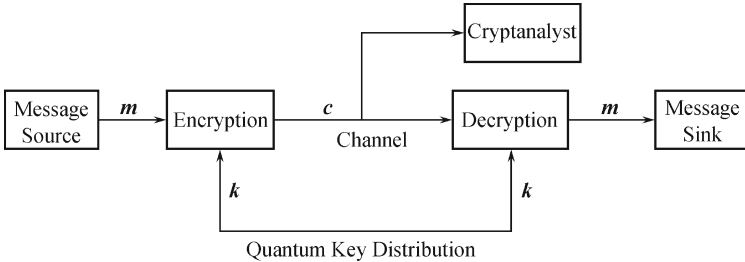 Cryptanalyst
Message
Source
m
Encryption
c
Channel
Decryption
m
Message
Sink
k
k
Quantum Key Distribution